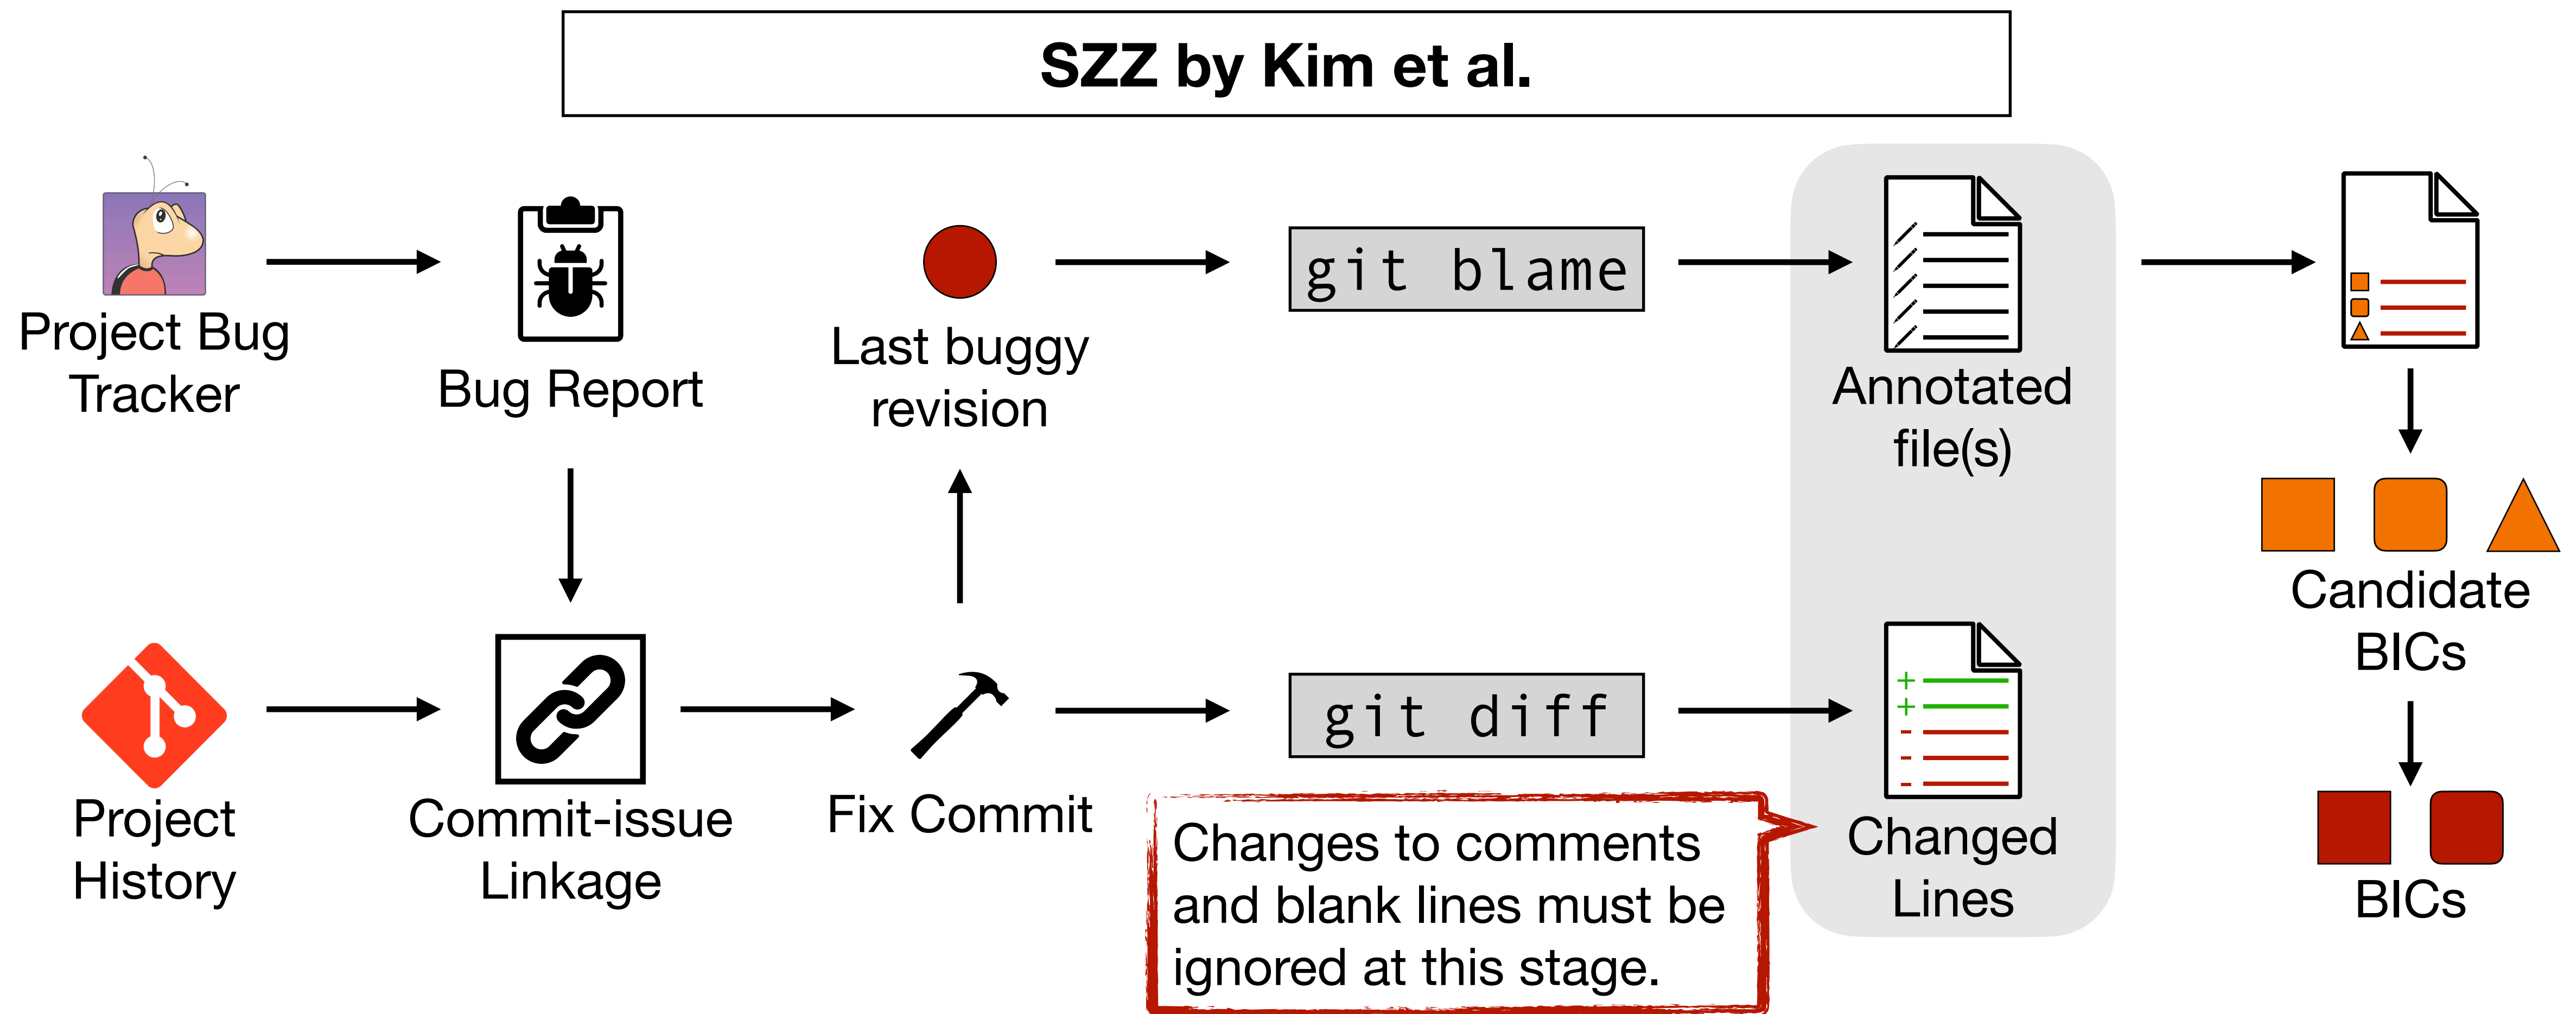 SZZ by Kim et al.
Project Bug
Tracker
Bug Report
Last buggy
revision
git blame
Annotated
file(s)
Candidate
BICs
Project
History
Commit-issue
Linkage
Fix Commit
git diff
Changes to comments
and blank lines must be
ignored at this stage.
+
+
-
-
-
Changed
Lines
BICs